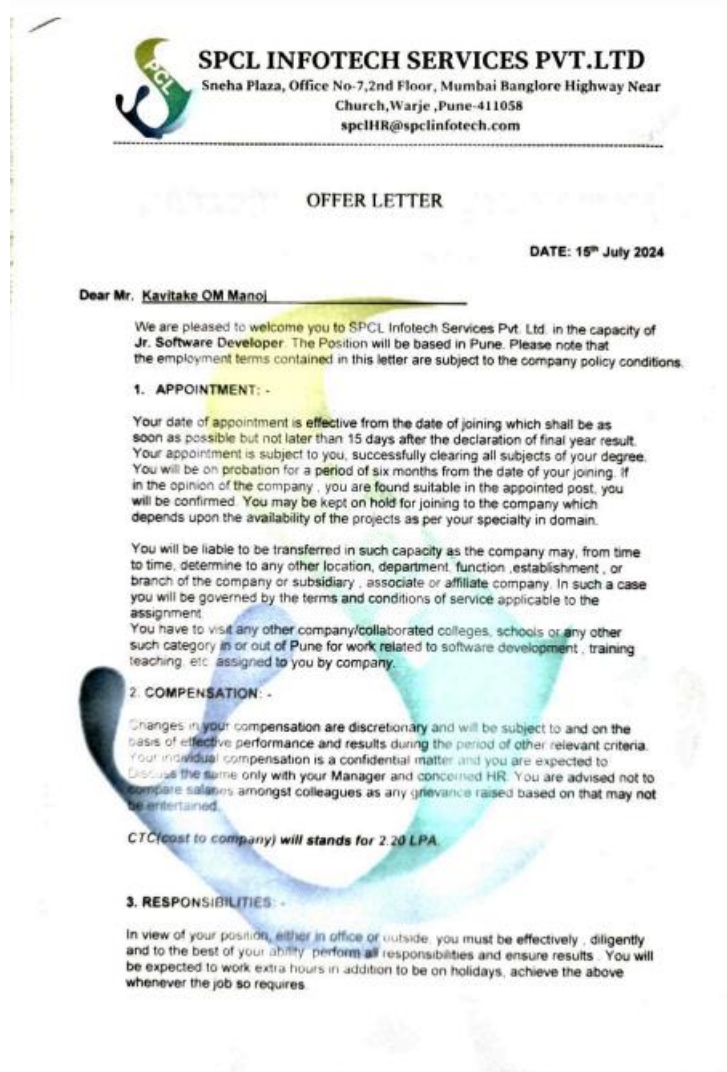 PCL
SPCL INFOTECH SERVICES PVT.LTD
Sneha Plaza, Office No-7,2nd Floor, Mumbai Banglore Highway Near
Church,Warje ,Pune-411058
spclHR@spclinfotech.com
OFFER LETTER
DATE: 15th July 2024
Dear Mr. Kavitake OM Manoj
We are pleased to welcome you to SPCL Infotech Services Pvt. Ltd. in the capacity of
Jr. Software Developer. The Position will be based in Pune. Please note that
the employment terms contained in this letter are subject to the company policy conditions.
1. APPOINTMENT: -
Your date of appointment is effective from the date of joining which shall be as
soon as possible but not later than 15 days after the declaration of final year result.
Your appointment is subject to you, successfully clearing all subjects of your degree.
You will be on probation for a period of six months from the date of your joining. If
in the opinion of the company , you are found suitable in the appointed post, you
will be confirmed. You may be kept on hold for joining to the company which
depends upon the availability of the projects as per your specialty in domain.
You will be liable to be transferred in such capacity as the company may, from time
to time, determine to any other location, department, function ,establishment , or
branch of the company or subsidiary , associate or affiliate company. In such a case
you will be governed by the terms and conditions of service applicable to the
assignment
You have to visit any other company/collaborated colleges, schools or any other
such category in or out of Pune for work related to software development , training
teaching, etc. assigned to you by company.
2. COMPENSATION: -
Changes in your compensation are discretionary and will be subject to and on the
basis of effective performance and results during the period of other relevant criteria.
Your individual compensation is a confidential matter and you are expected to
Discuss the same only with your Manager and concerned HR. You are advised not to
compare salaries amongst colleagues as any grievance raised based on that may not
be entertained.
CTC(cost to company) will stands for 2.20 LPA.
3. RESPONSIBILITIES: -
In view of your position, either in office or outside, you must be effectively , diligently
and to the best of your ability perform all responsibilities and ensure results . You will
be expected to work extra hours in addition to be on holidays, achieve the above
whenever the job so requires